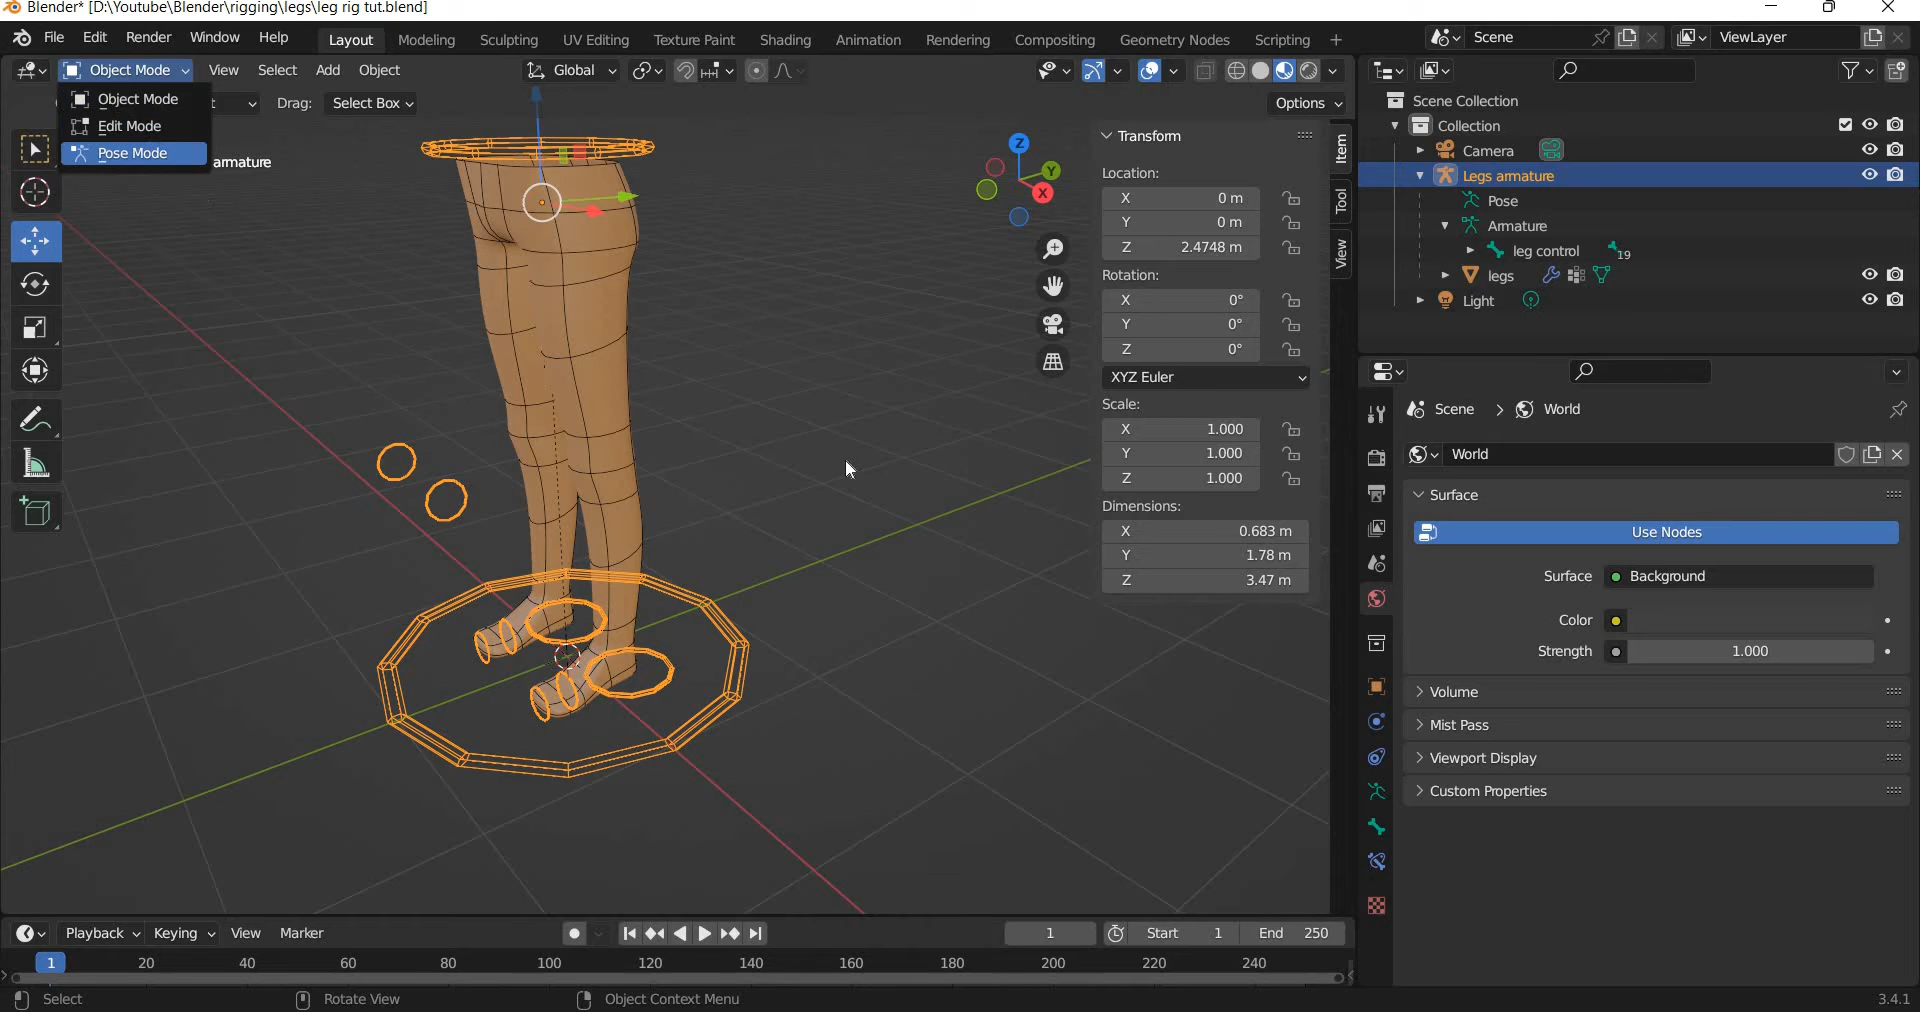 Blender* [D:\Youtube\Blender\rigging\legs\leg rig tut.blend]
File Edit Render Window Help Layout Modeling Sculpting UV Editing Texture Paint Shading Animation Rendering Compositing Geometry Nodes Scripting + Scene ViewLayer
Object Mode View Select Add Object Global
Object Mode
Edit Mode
Pose Mode
t Drag: Select Box Options
armature
Transform
Location:
X 0 m
Y 0 m
Z 2.4748 m
Rotation:
X 0°
Y 0°
Z 0°
XYZ Euler
Scale:
X 1.000
Y 1.000
Z 1.000
Dimensions:
X 0.683 m
Y 1.78 m
Z 3.47 m
Z
Y
X
Item
Tool
View
Scene Collection
Collection
Camera
Legs armature
Pose
Armature
leg control 19
legs
Light
Scene > World
World
Surface
Use Nodes
Surface Background
Color
Strength 1.000
Volume
Mist Pass
Viewport Display
Custom Properties
Playback Keying View Marker 1 Start 1 End 250
1 20 40 60 80 100 120 140 160 180 200 220 240
Select Rotate View Object Context Menu 3.4.1